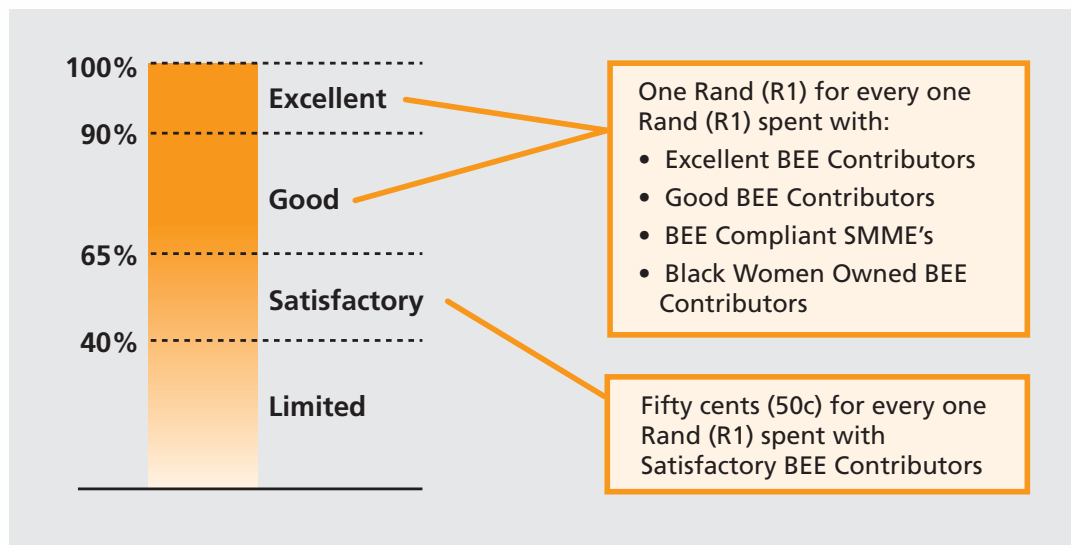 100%
Excellent
90%
Good
65%
Satisfactory
40%
Limited
One Rand (R1) for every one
Rand (R1) spent with:
• Excellent BEE Contributors
• Good BEE Contributors
• BEE Compliant SMME's
• Black Women Owned BEE
Contributors
Fifty cents (50c) for every one
Rand (R1) spent with
Satisfactory BEE Contributors